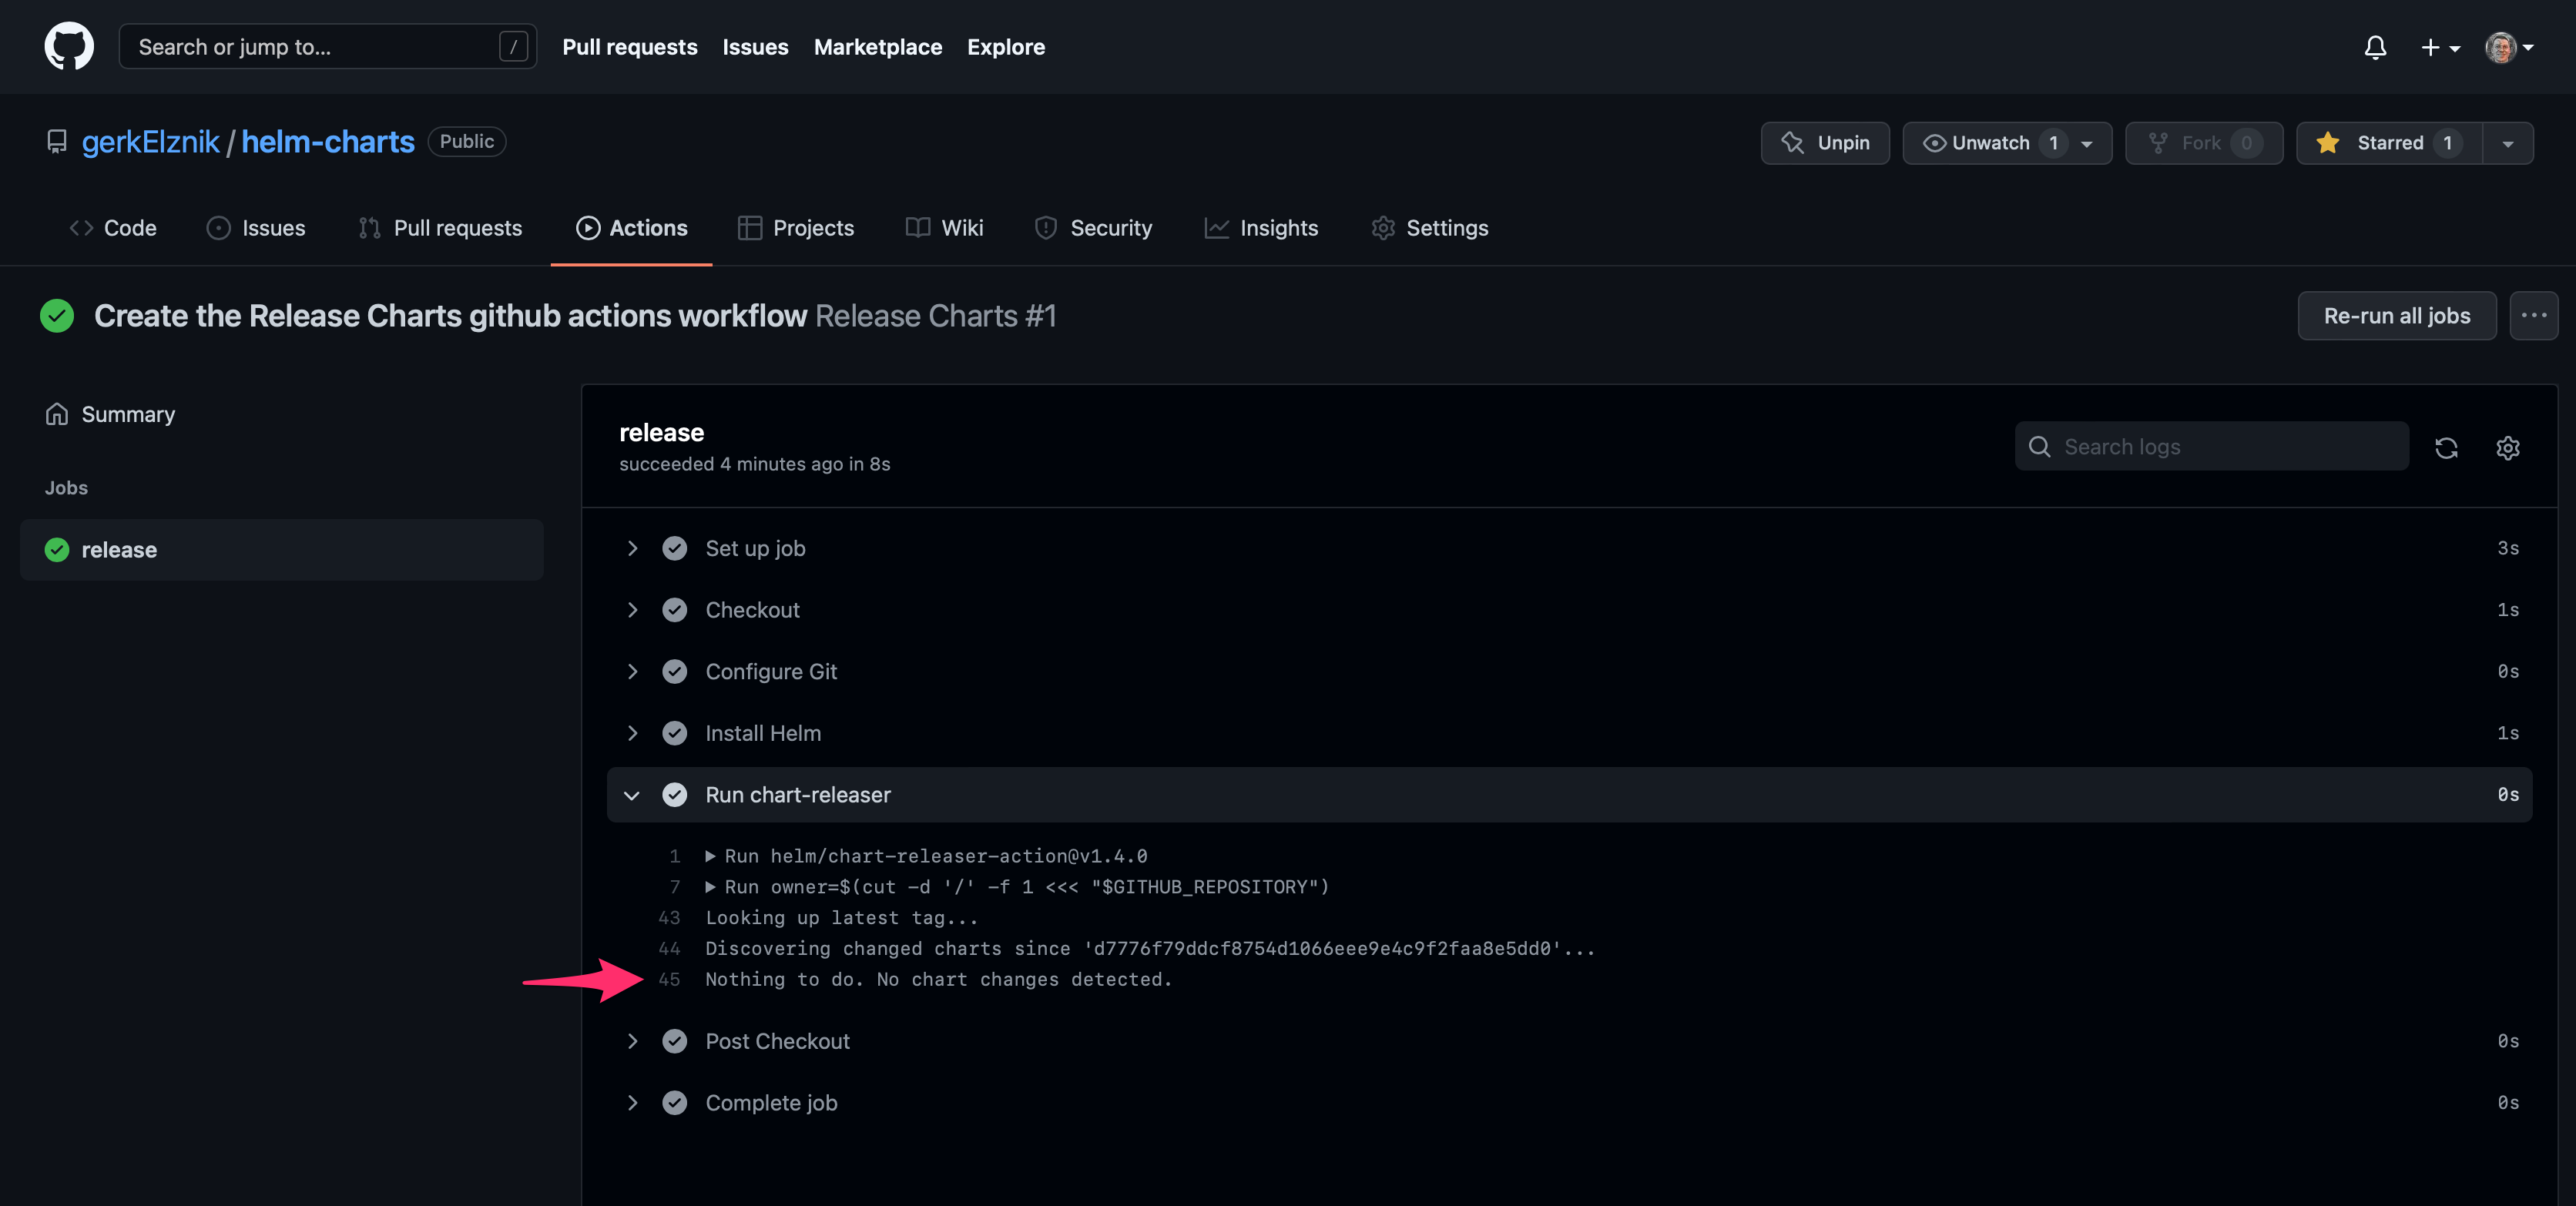 Search or jump to... /
Pull requests Issues Marketplace Explore
gerkElznik / helm-charts Public
Unpin Unwatch 1 Fork 0 Starred 1
Code Issues Pull requests Actions Projects Wiki Security Insights Settings
Create the Release Charts github actions workflow Release Charts #1
Re-run all jobs
Summary
Jobs
release
release
succeeded 4 minutes ago in 8s
Search logs
Set up job 3s
Checkout 1s
Configure Git 0s
Install Helm 1s
Run chart-releaser 0s
1 Run helm/chart-releaser-action@v1.4.0
7 Run owner=$(cut -d '/' -f 1 <<< "$GITHUB_REPOSITORY")
43 Looking up latest tag...
44 Discovering changed charts since 'd7776f79ddcf8754d1066eee9e4c9f2faa8e5dd0'...
45 Nothing to do. No chart changes detected.
Post Checkout 0s
Complete job 0s